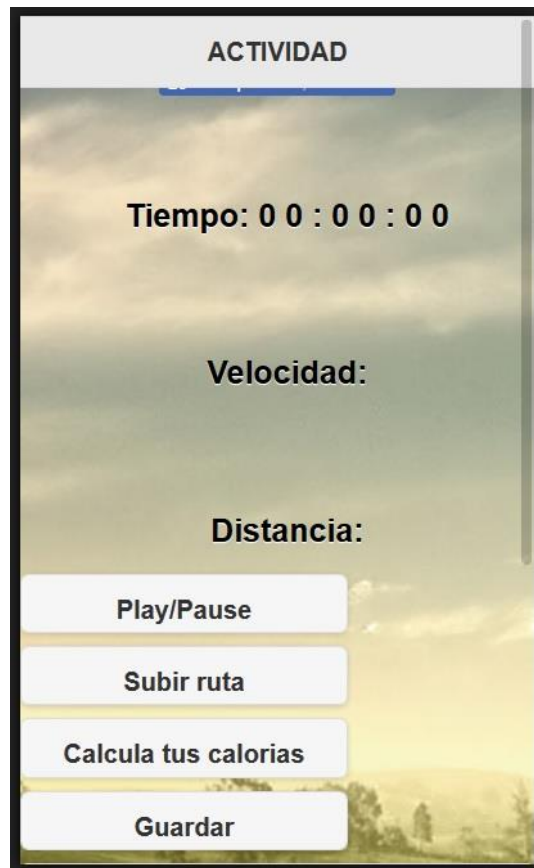 ACTIVIDAD
Tiempo: 0 0 : 0 0 : 0 0
Velocidad:
Distancia:
Play/Pause
Subir ruta
Calcula tus calorias
Guardar